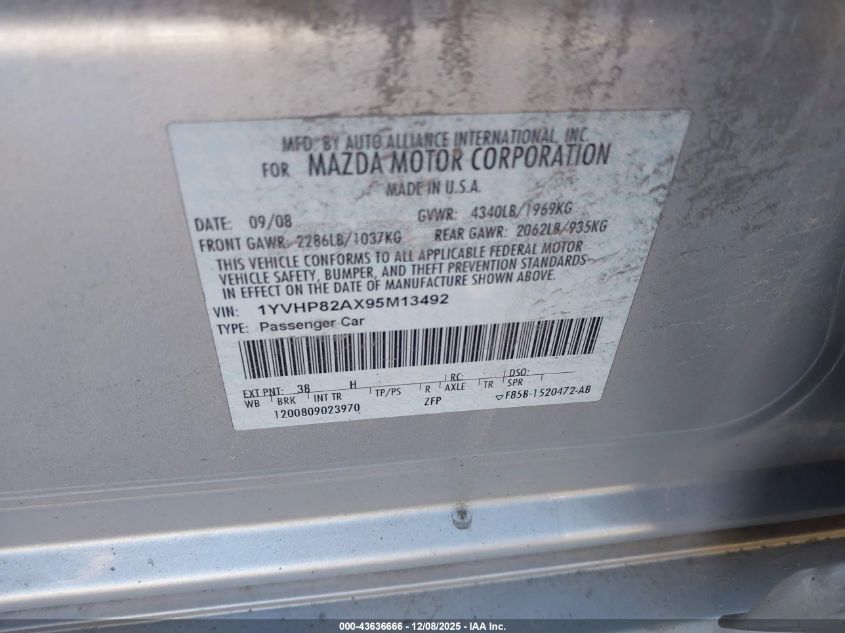 MFD. BY AUTO ALLIANCE INTERNATIONAL, INC.
FOR MAZDA MOTOR CORPORATION
MADE IN U.S.A.
DATE: 09/08 GVWR: 4340LB/1969KG
FRONT GAWR: 2286LB/1037KG REAR GAWR: 2062LB/935KG
THIS VEHICLE CONFORMS TO ALL APPLICABLE FEDERAL MOTOR
VEHICLE SAFETY, BUMPER, AND THEFT PREVENTION STANDARDS
IN EFFECT ON THE DATE OF MANUFACTURE SHOWN ABOVE.
VIN: 1YVHP82AX95M13492
TYPE: Passenger Car
EXT PNT: 38 H RC: DSO:
WB BRK INT TR TP/PS R AXLE TR SPR
1200809023970 ZFP F85B-1520472-AB
000-43636666 - 12/08/2025 - IAA Inc.